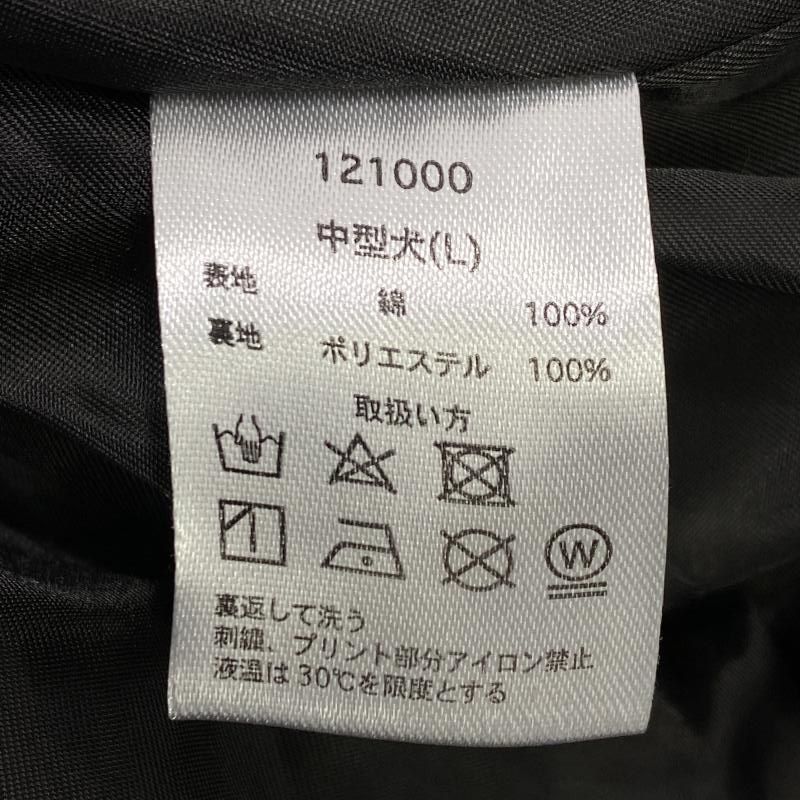 121000
中型犬(L)
表地 綿 100%
裏地 ポリエステル 100%
取扱い方
W
裏返して洗う
刺繍、プリント部分アイロン禁止
液温は30℃を限度とする